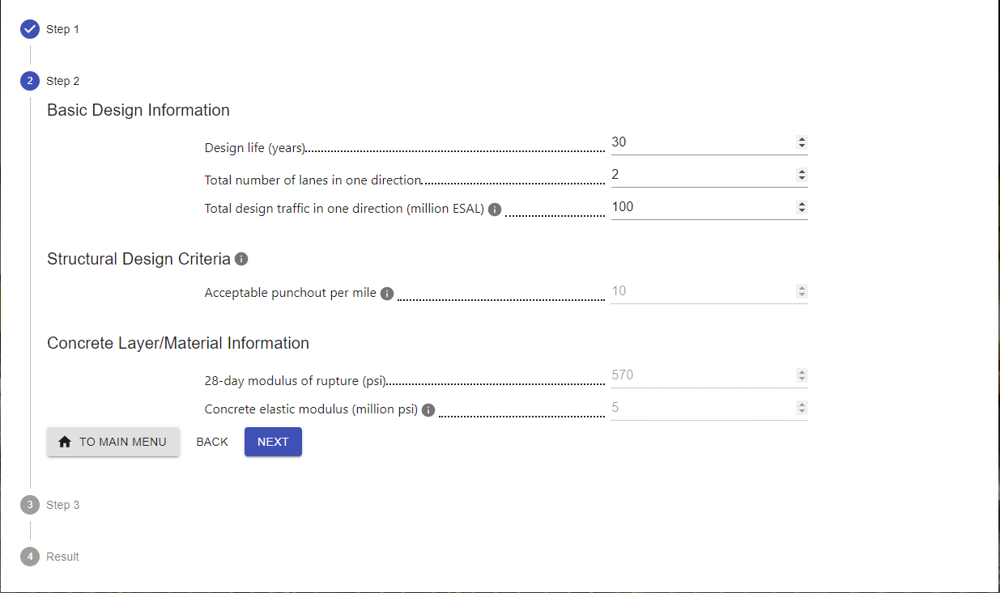 Step 1
2 Step 2
Basic Design Information
Design life (years) 30
Total number of lanes in one direction 2
Total design traffic in one direction (million ESAL) i 100
Structural Design Criteria i
Acceptable punchout per mile i 10
Concrete Layer/Material Information
28-day modulus of rupture (psi) 570
Concrete elastic modulus (million psi) i 5
TO MAIN MENU BACK NEXT
3 Step 3
4 Result